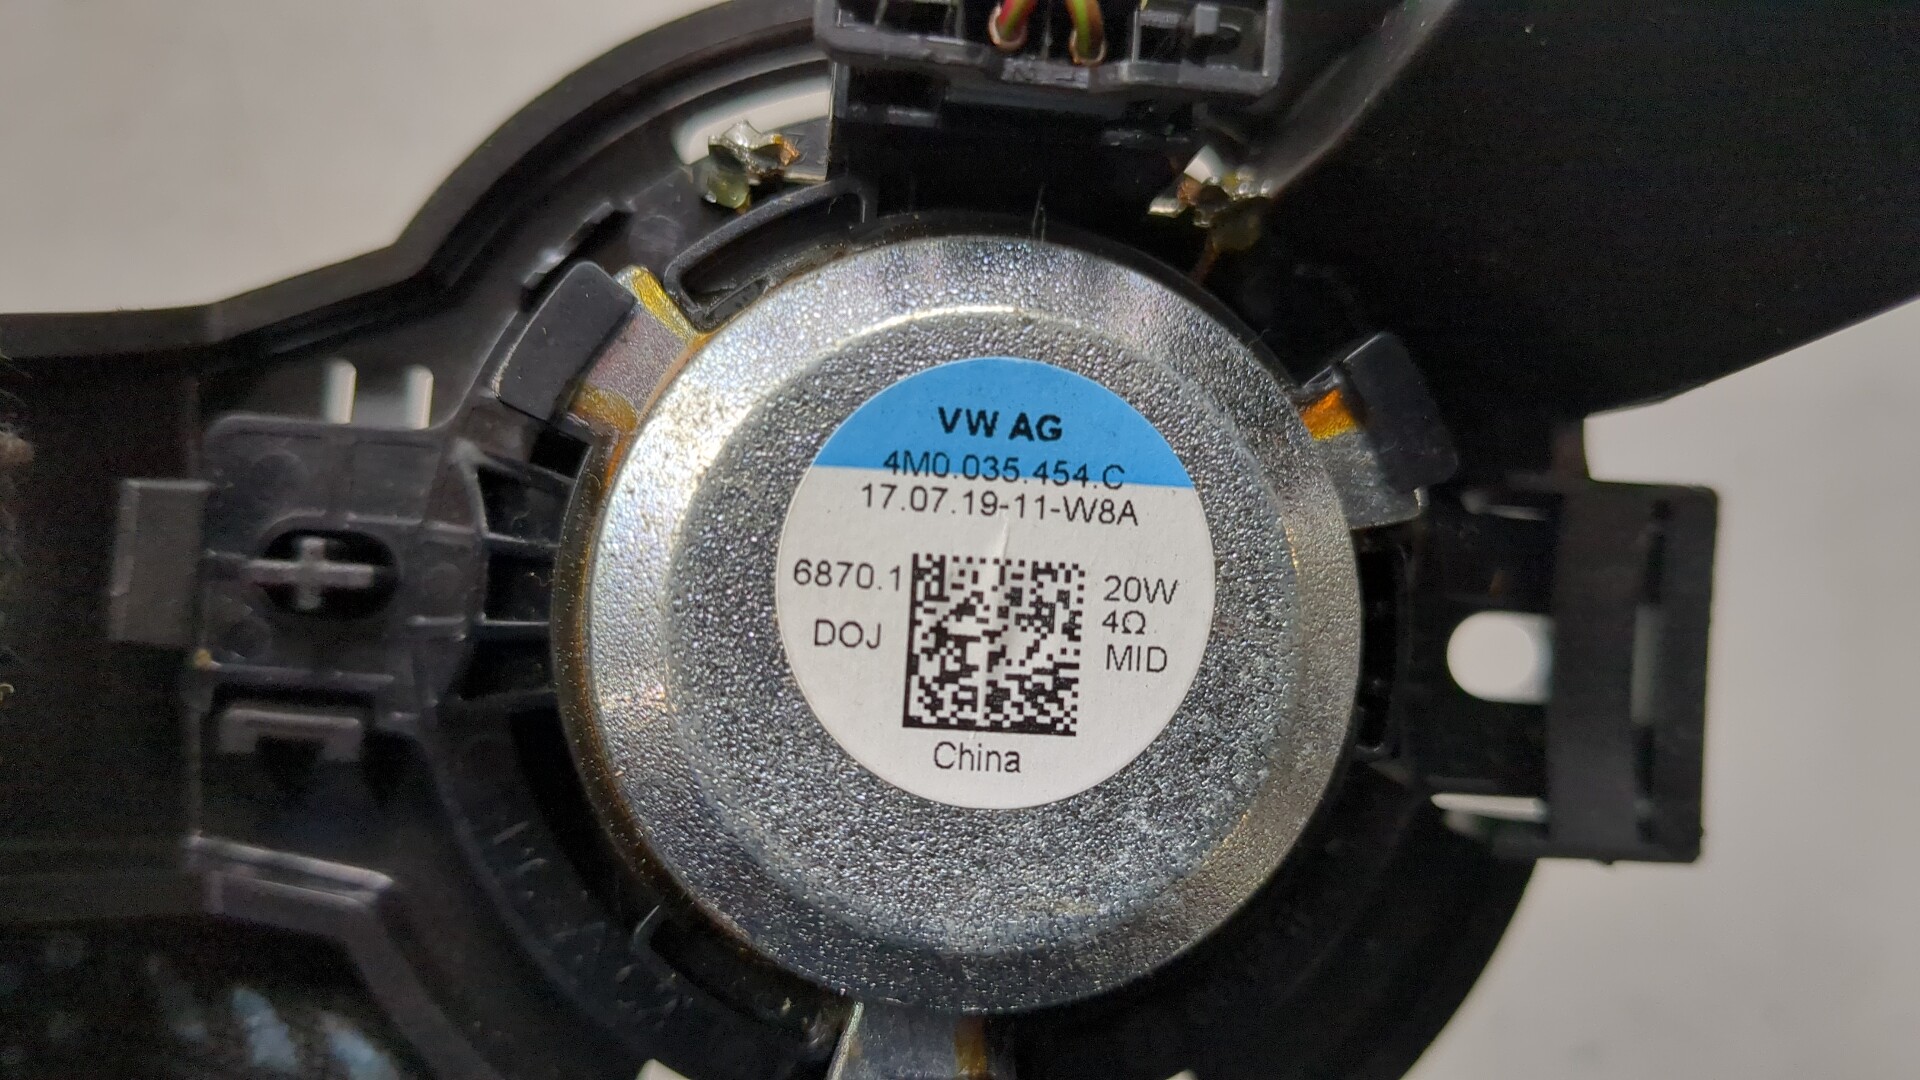 VW AG
4M0.035.454.C
17.07.19-11-W8A
6870.1
DOJ
20W
4Ω
MID
China